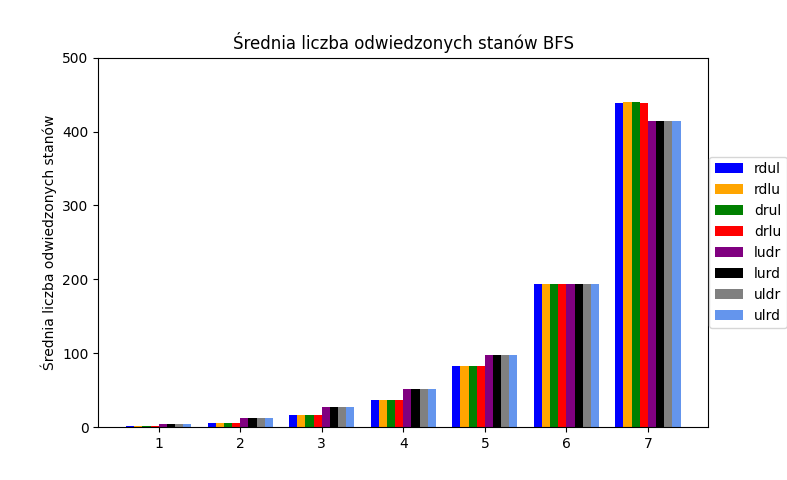 Średnia liczba odwiedzonych stanów BFS
Średnia liczba odwiedzonych stanów
500
400
300
200
100
0
1 2 3 4 5 6 7
rdul
rdlu
drul
drlu
ludr
lurd
uldr
ulrd